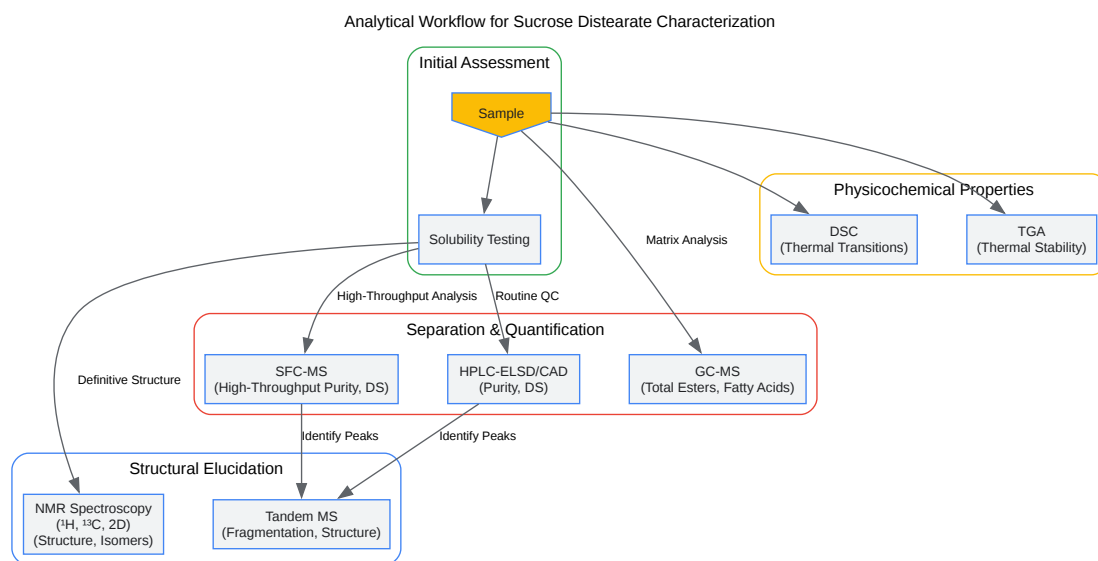 Analytical Workflow for Sucrose Distearate Characterization
Initial Assessment
Sample
Physicochemical Properties
Solubility Testing
Matrix Analysis
DSC
(Thermal Transitions)
TGA
(Thermal Stability)
High-Throughput Analysis
Routine QC
Separation & Quantification
Definitive Structure
SFC-MS
(High-Throughput Purity, DS)
HPLC-ELSD/CAD
(Purity, DS)
GC-MS
(Total Esters, Fatty Acids)
Identify Peaks
Identify Peaks
Structural Elucidation
NMR Spectroscopy
(¹H, ¹³C, 2D)
(Structure, Isomers)
Tandem MS
(Fragmentation, Structure)